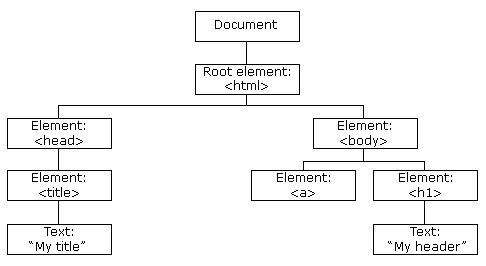 Document
Root element:
<html>
Element:
<head>
Element:
<body>
Element:
<title>
Element:
<a>
Element:
<h1>
Text:
“My title”
Text:
“My header”